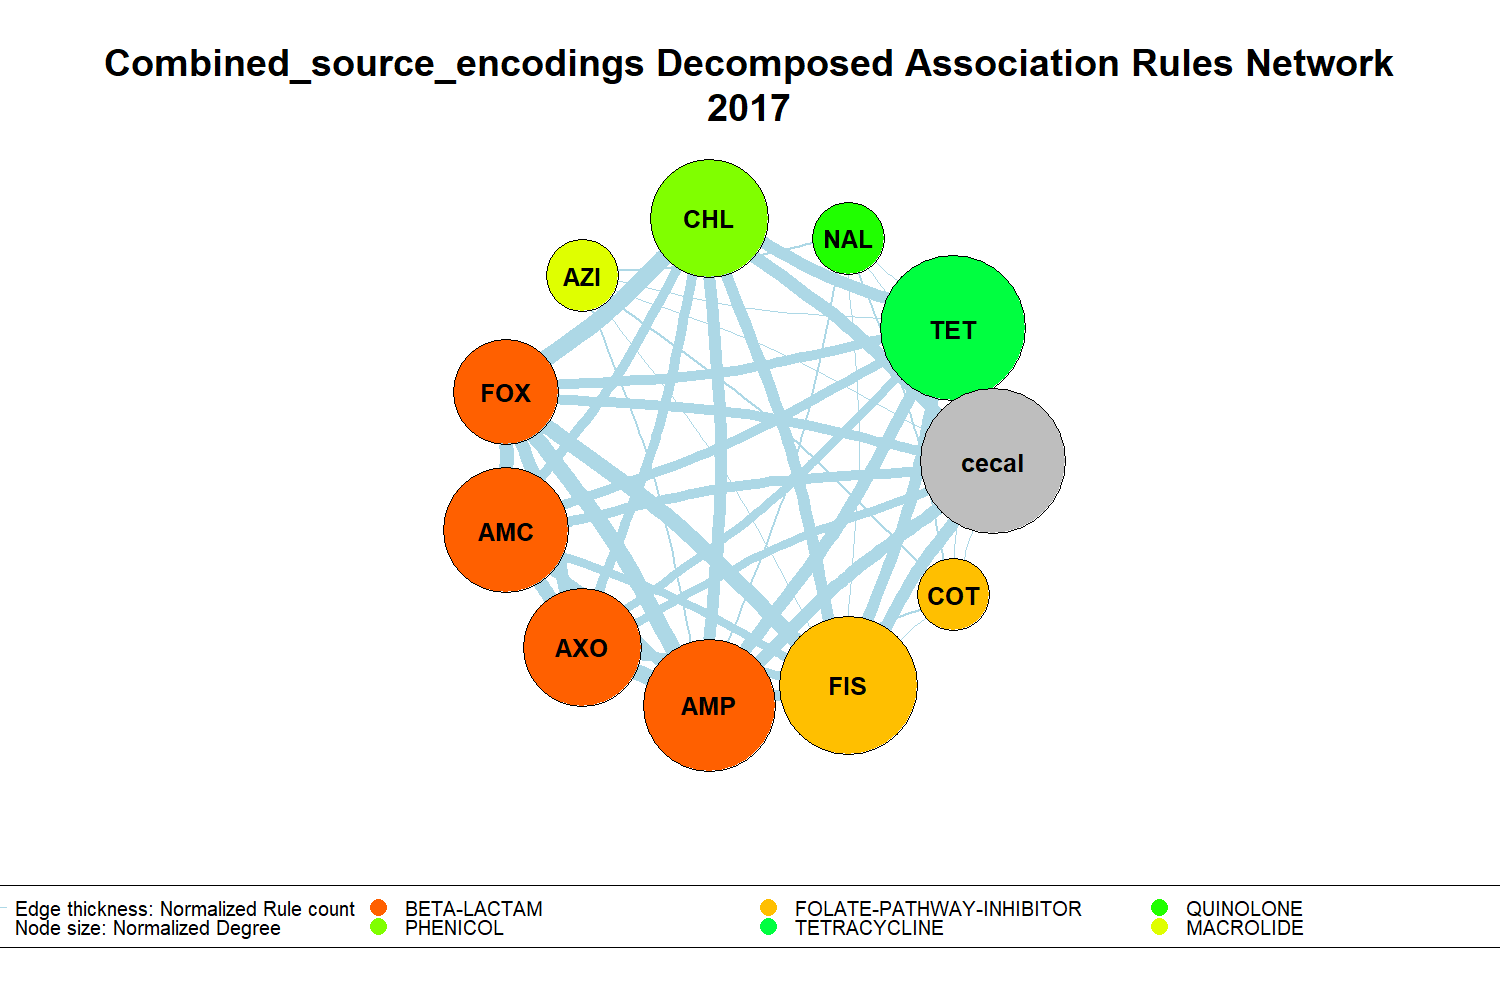 Combined_source_encodings Decomposed Association Rules Network
2017
CHL
NAL
AZI
TET
FOX
cecal
AMC
COT
AXO
FIS
AMP
Edge thickness: Normalized Rule count
Node size: Normalized Degree
BETA-LACTAM
PHENICOL
FOLATE-PATHWAY-INHIBITOR
TETRACYCLINE
QUINOLONE
MACROLIDE